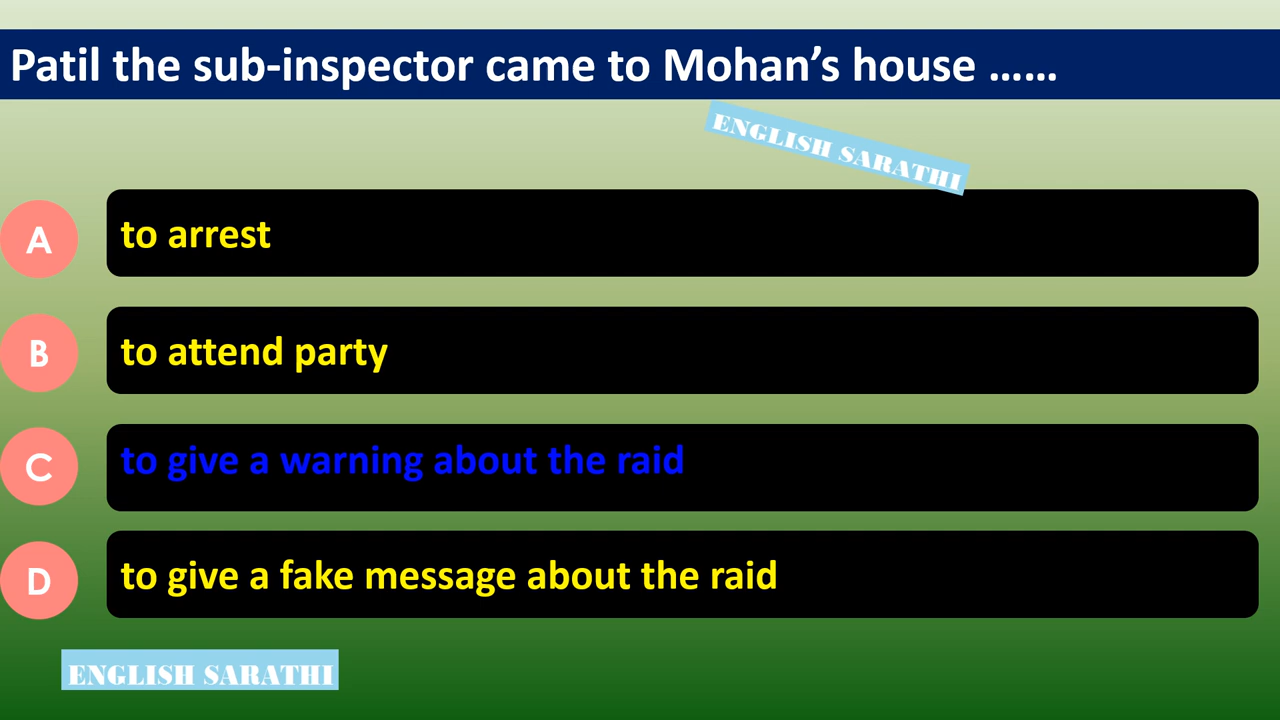 Patil the sub-inspector came to Mohan’s house ……
ENGLISH SARATHI
A
to arrest
B
to attend party
C
to give a warning about the raid
D
to give a fake message about the raid
ENGLISH SARATHI